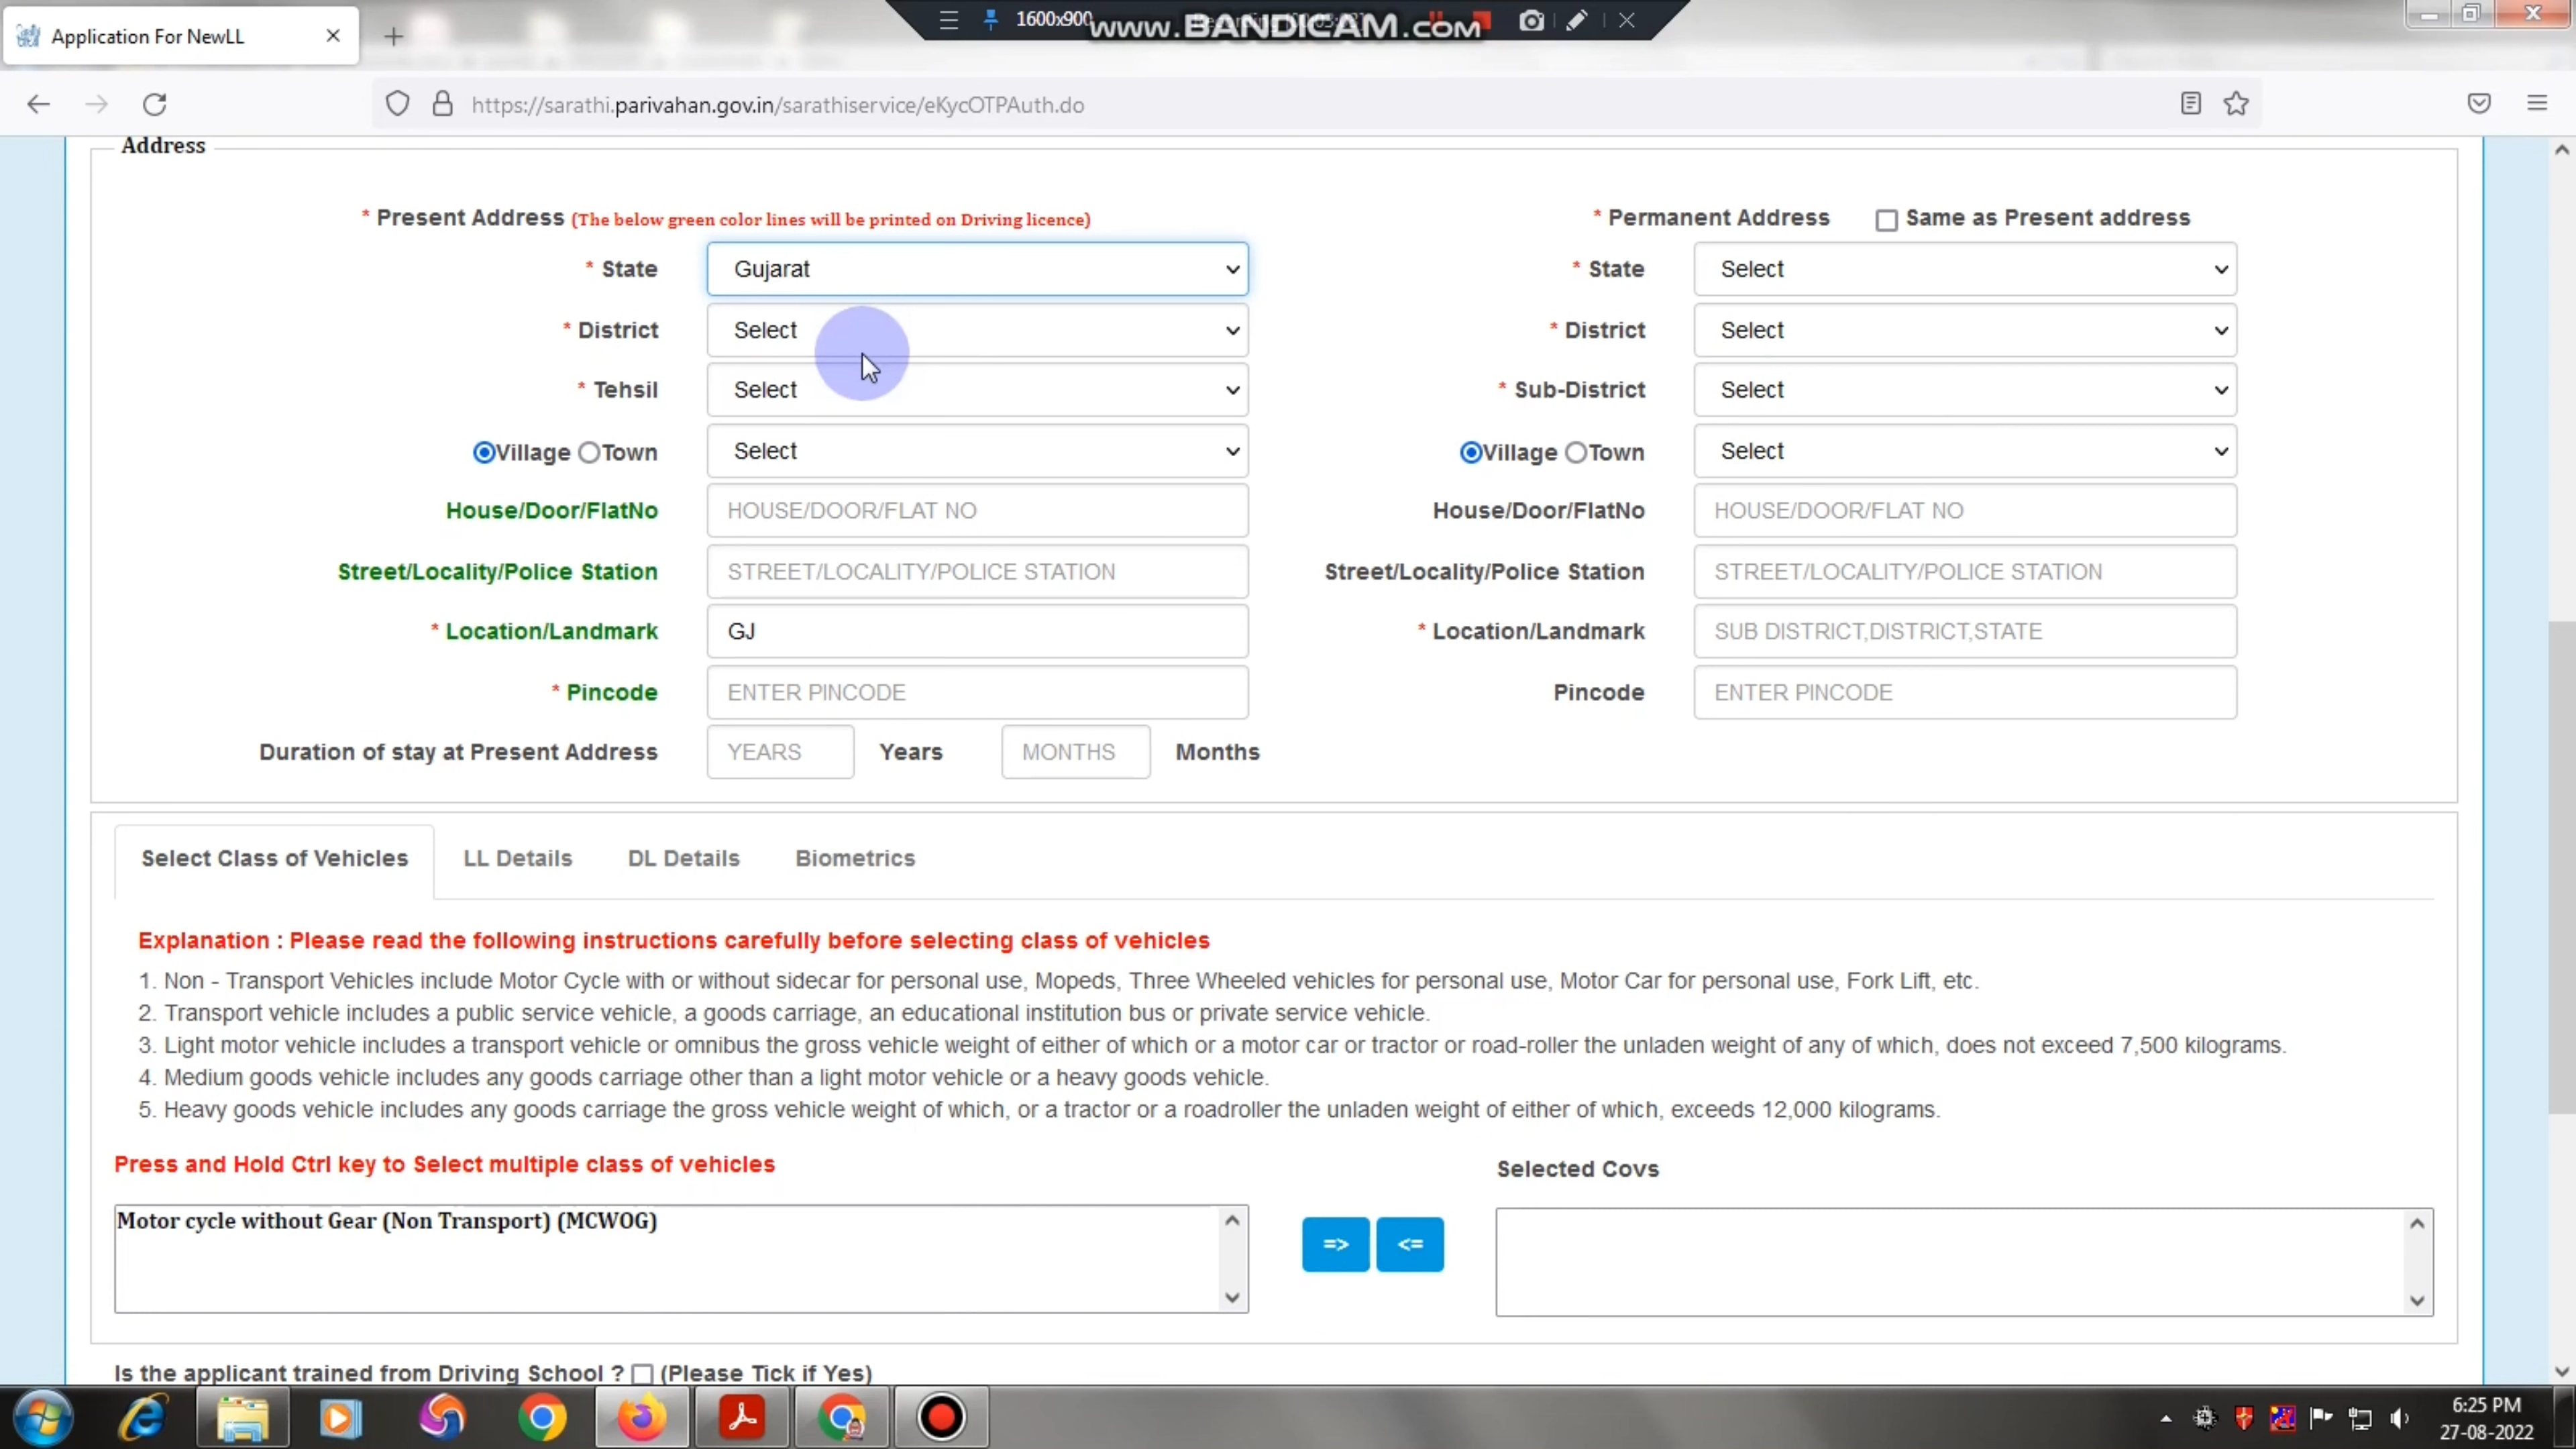 Application For NewLL
1600x900
www.BANDICAM.com
https://sarathi.parivahan.gov.in/sarathiservice/eKycOTPAuth.do
Address
* Present Address (The below green color lines will be printed on Driving licence)
* Permanent Address Same as Present address
* State Gujarat
* State Select
* District Select
* District Select
* Tehsil Select
* Sub-District Select
Village Town Select
Village Town Select
House/Door/FlatNo HOUSE/DOOR/FLAT NO
House/Door/FlatNo HOUSE/DOOR/FLAT NO
Street/Locality/Police Station STREET/LOCALITY/POLICE STATION
Street/Locality/Police Station STREET/LOCALITY/POLICE STATION
* Location/Landmark GJ
* Location/Landmark SUB DISTRICT,DISTRICT,STATE
* Pincode ENTER PINCODE
Pincode ENTER PINCODE
Duration of stay at Present Address YEARS Years MONTHS Months
Select Class of Vehicles LL Details DL Details Biometrics
Explanation : Please read the following instructions carefully before selecting class of vehicles
1. Non - Transport Vehicles include Motor Cycle with or without sidecar for personal use, Mopeds, Three Wheeled vehicles for personal use, Motor Car for personal use, Fork Lift, etc.
2. Transport vehicle includes a public service vehicle, a goods carriage, an educational institution bus or private service vehicle.
3. Light motor vehicle includes a transport vehicle or omnibus the gross vehicle weight of either of which or a motor car or tractor or road-roller the unladen weight of any of which, does not exceed 7,500 kilograms.
4. Medium goods vehicle includes any goods carriage other than a light motor vehicle or a heavy goods vehicle.
5. Heavy goods vehicle includes any goods carriage the gross vehicle weight of which, or a tractor or a roadroller the unladen weight of either of which, exceeds 12,000 kilograms.
Press and Hold Ctrl key to Select multiple class of vehicles
Selected Covs
Motor cycle without Gear (Non Transport) (MCWOG)
=> <=
Is the applicant trained from Driving School ? (Please Tick if Yes)
6:25 PM
27-08-2022